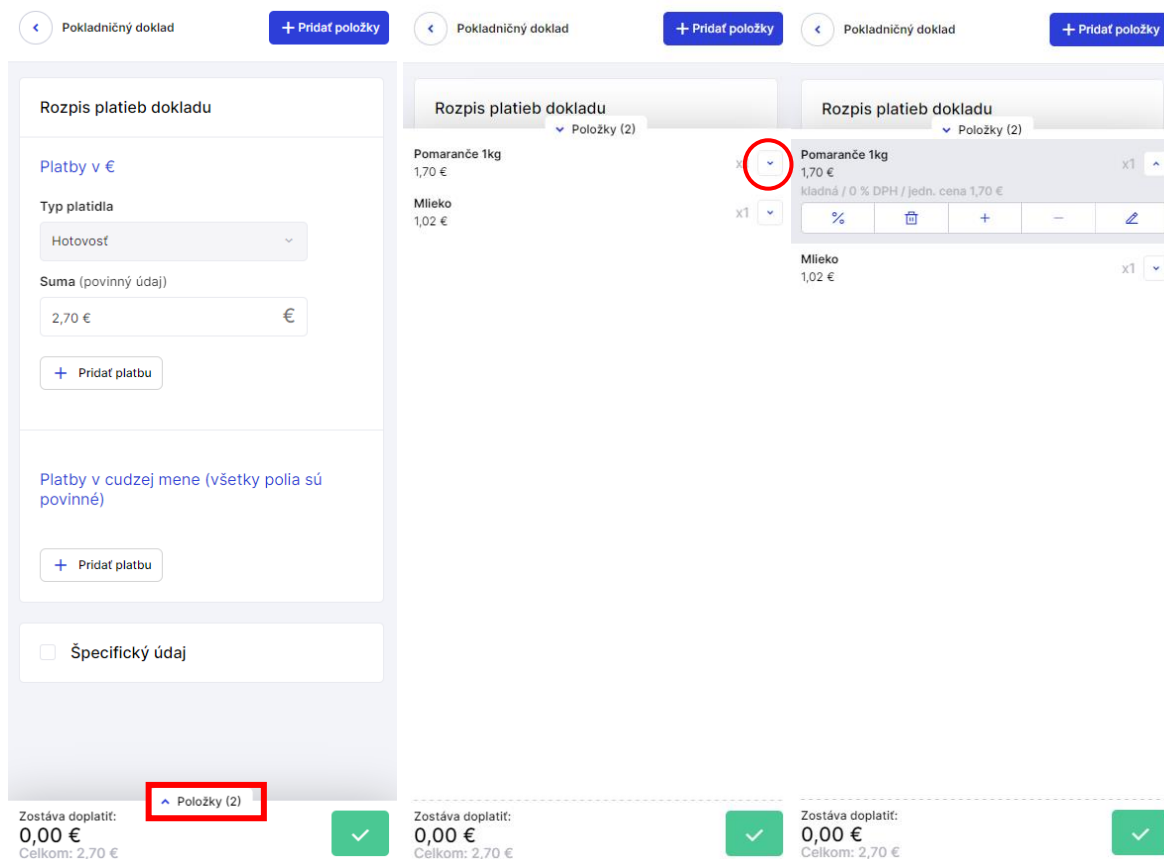 Pokladničný doklad
+ Pridať položky
Rozpis platieb dokladu
Platby v €
Typ platidla
Hotovosť
Suma (povinný údaj)
2,70 €
€
+ Pridať platbu
Platby v cudzej mene (všetky polia sú
povinné)
+ Pridať platbu
Špecifický údaj
Položky (2)
Zostáva doplatiť:
0,00 €
Celkom: 2,70 €
Pokladničný doklad
+ Pridať položky
Rozpis platieb dokladu
Položky (2)
Pomaranče 1kg
1,70 €
Mlieko
1,02 €
x1
Zostáva doplatiť:
0,00 €
Celkom: 2,70 €
Pokladničný doklad
+ Pridať položky
Rozpis platieb dokladu
Položky (2)
Pomaranče 1kg
1,70 €
x1
kladná / 0 % DPH / jedn. cena 1,70 €
%
+
−
Mlieko
1,02 €
x1
Zostáva doplatiť:
0,00 €
Celkom: 2,70 €